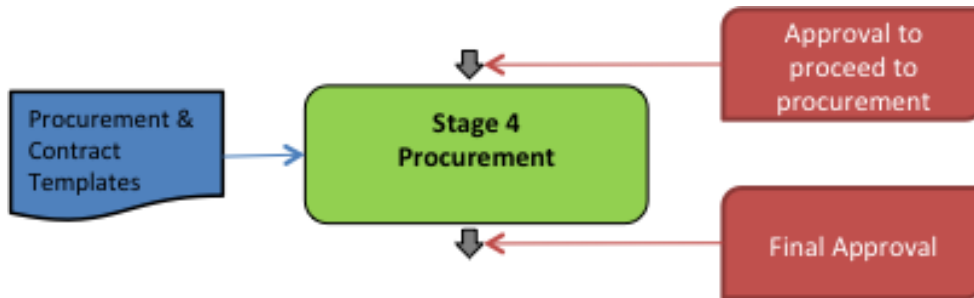 Approval to
proceed to
procurement
Procurement &
Contract
Templates
Stage 4
Procurement
Final Approval